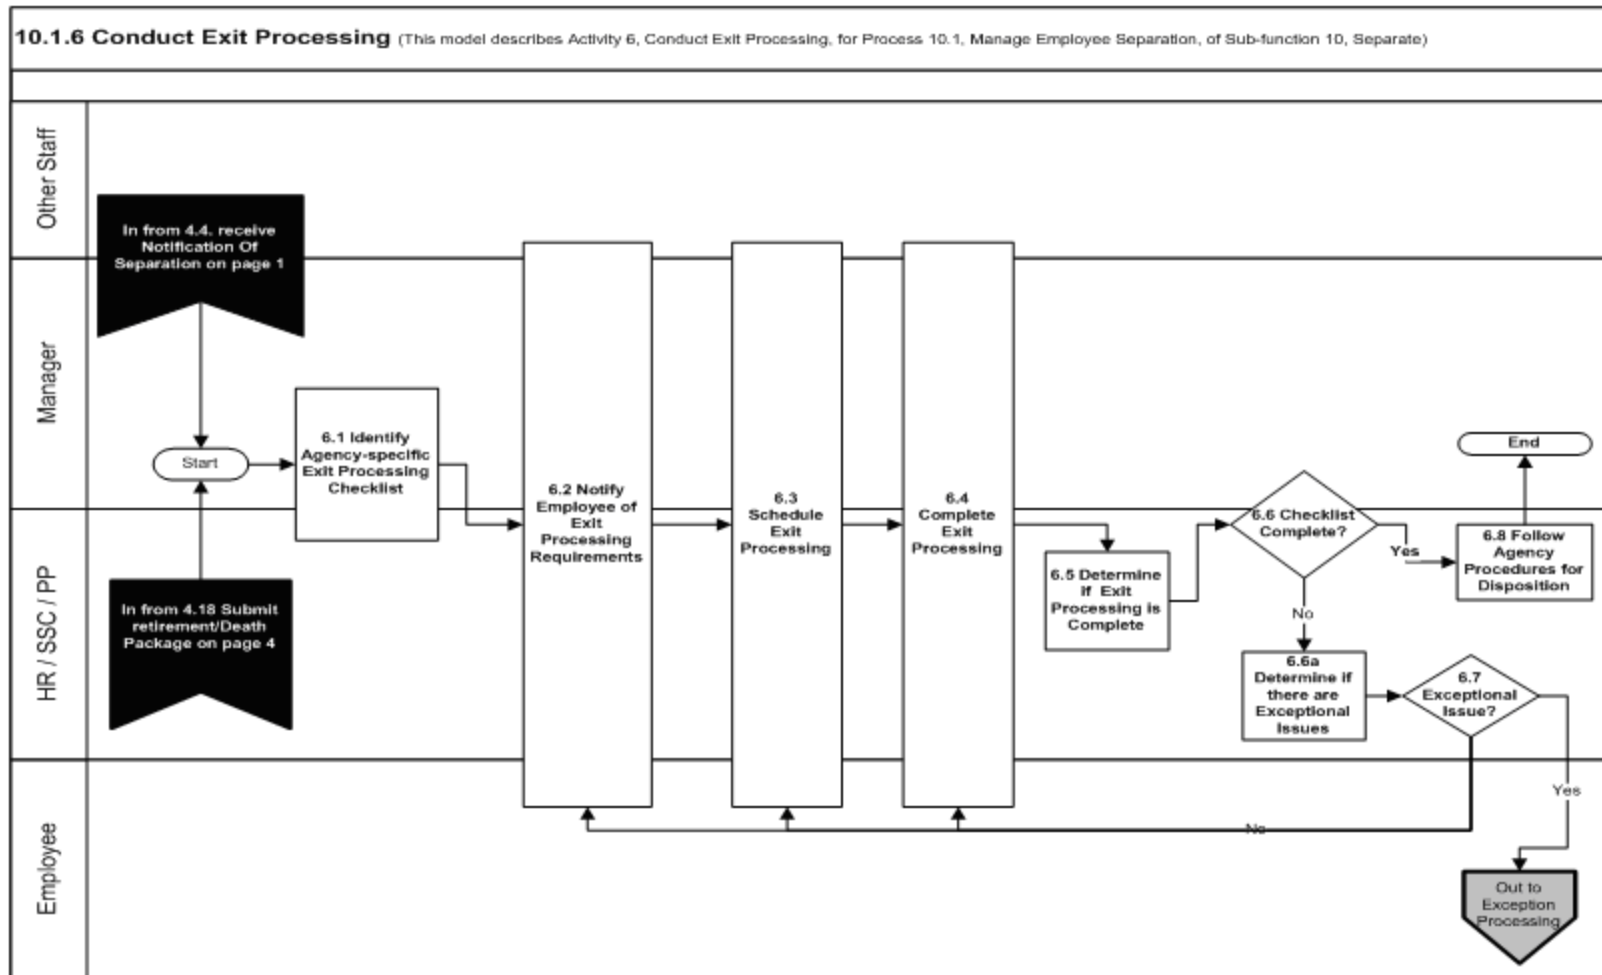 10.1.6 Conduct Exit Processing (This model describes Activity 6, Conduct Exit Processing, for Process 10.1, Manage Employee Separation, of Sub-function 10, Separate)
Other Staff
In from 4.4. receive
Notification Of
Separation on page 1
Manager
Start
6.1 Identify
Agency-specific
Exit Processing
Checklist
6.2 Notify
Employee of
Exit
Processing
Requirements
6.3
Schedule
Exit
Processing
6.4
Complete
Exit
Processing
End
6.6 Checklist
Complete?
Yes
6.8 Follow
Agency
Procedures for
Disposition
HR / SSC / PP
In from 4.18 Submit
retirement/Death
Package on page 4
6.5 Determine
if Exit
Processing is
Complete
No
6.6a
Determine if
there are
Exceptional
Issues
6.7
Exceptional
Issue?
Yes
No
Employee
Out to
Exception
Processing